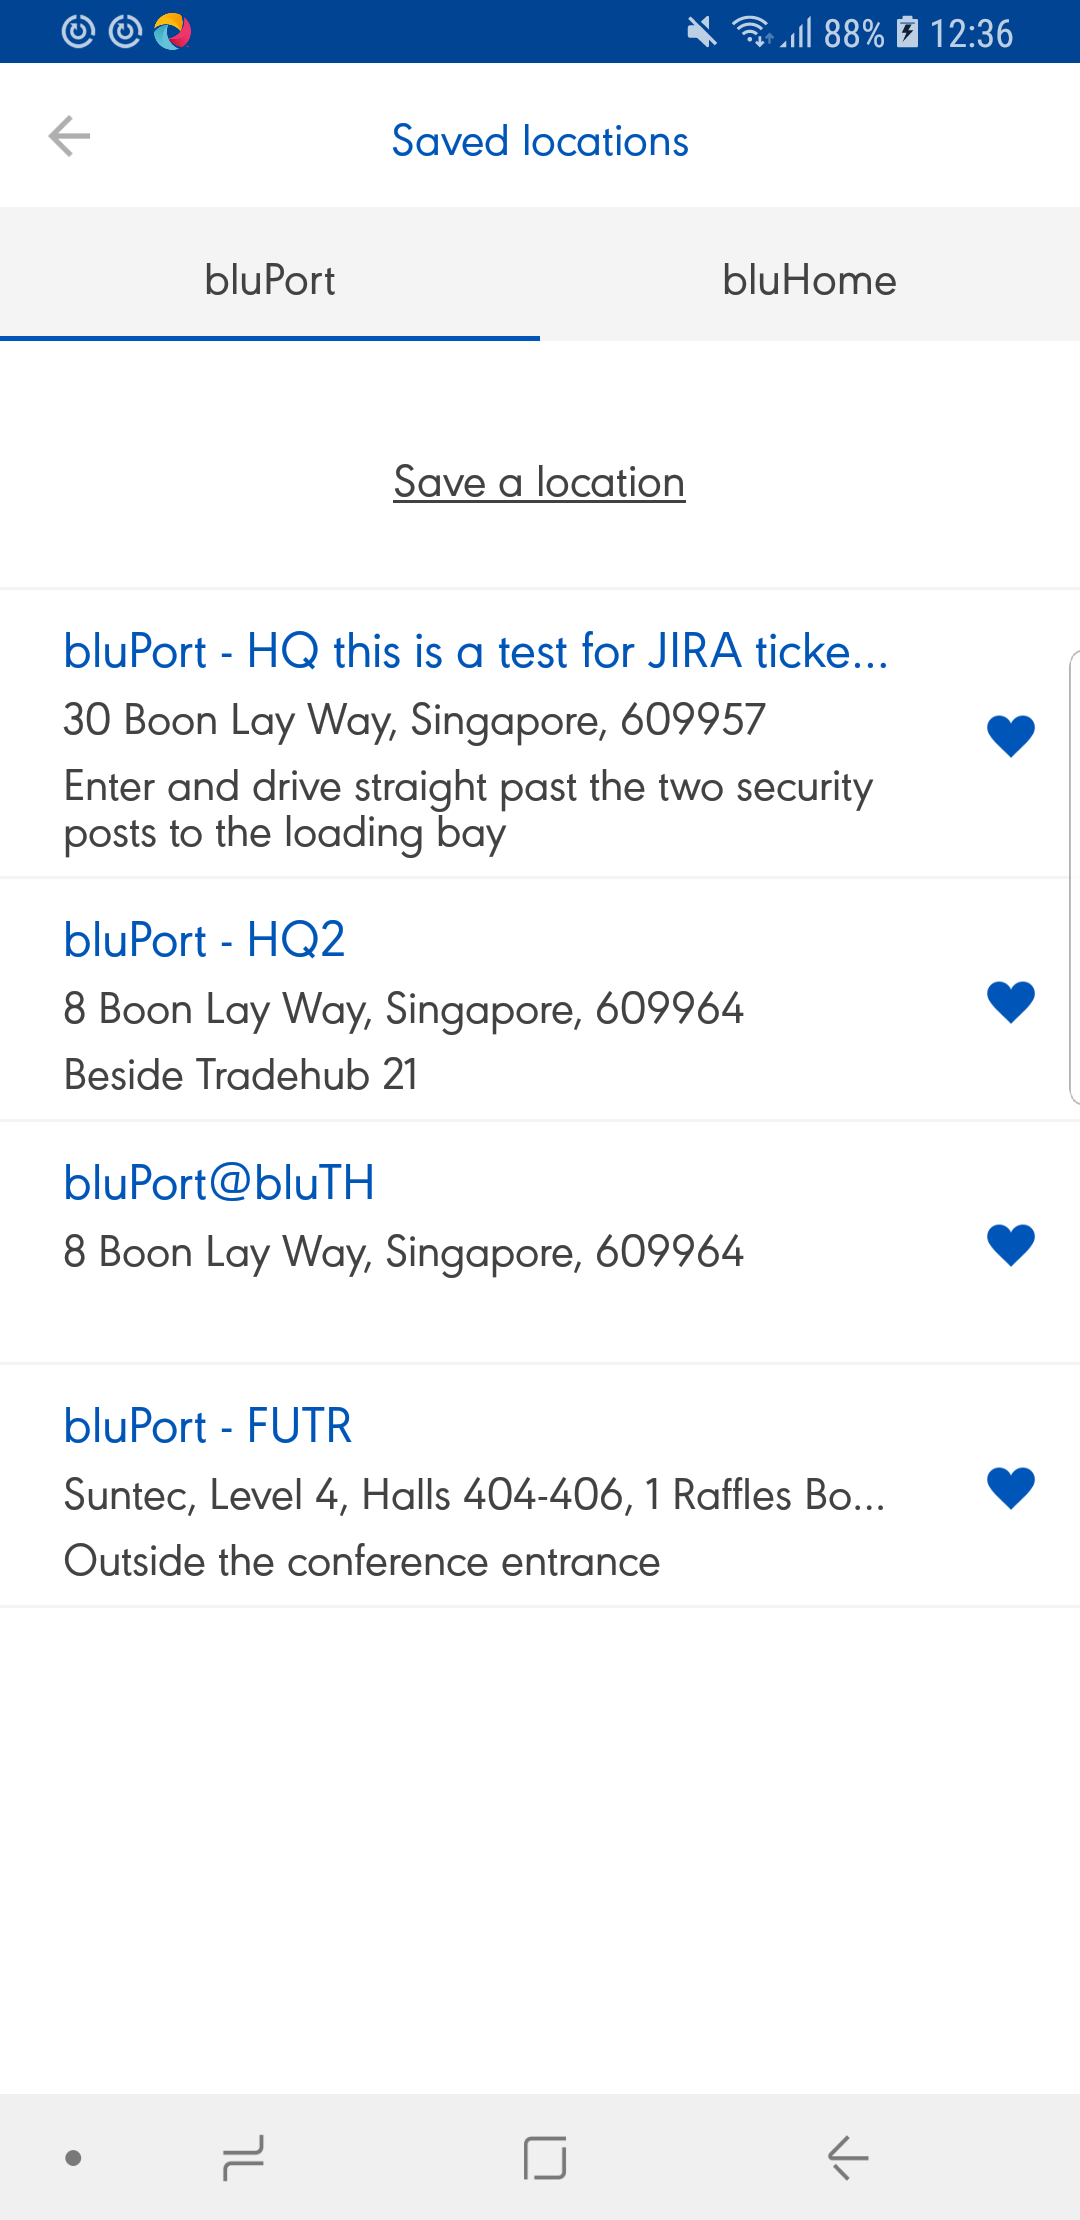 88% 12:36
Saved locations
bluPort bluHome
Save a location
bluPort - HQ this is a test for JIRA ticke...
30 Boon Lay Way, Singapore, 609957
Enter and drive straight past the two security
posts to the loading bay
bluPort - HQ2
8 Boon Lay Way, Singapore, 609964
Beside Tradehub 21
bluPort@bluTH
8 Boon Lay Way, Singapore, 609964
bluPort - FUTR
Suntec, Level 4, Halls 404-406, 1 Raffles Bo...
Outside the conference entrance